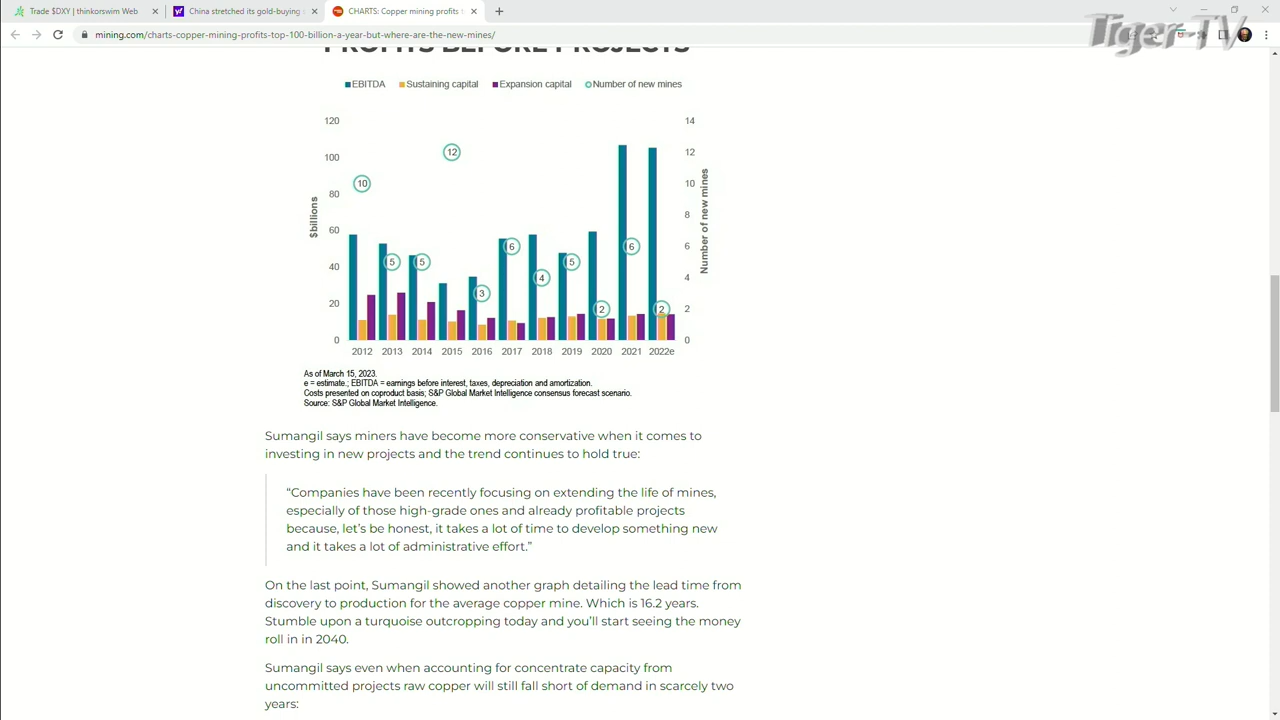 Trade $DXY | thinkorswim Web
China stretched its gold-buying
CHARTS: Copper mining profits t
Tiger-TV
mining.com/charts-copper-mining-profits-top-100-billion-a-year-but-where-are-the-new-mines/
PROFITS BEFORE PROJECTS
EBITDA Sustaining capital Expansion capital Number of new mines
120 14
100 12
80 10
60 8
40 6
20 4
0 2
0
$billions
Number of new mines
10 5 5 12 3 6 4 5 2 6 2
2012 2013 2014 2015 2016 2017 2018 2019 2020 2021 2022e
As of March 15, 2023.
e = estimate.; EBITDA = earnings before interest, taxes, depreciation and amortization.
Costs presented on coproduct basis; S&P Global Market Intelligence consensus forecast scenario.
Source: S&P Global Market Intelligence.
Sumangil says miners have become more conservative when it comes to
investing in new projects and the trend continues to hold true:
“Companies have been recently focusing on extending the life of mines,
especially of those high-grade ones and already profitable projects
because, let’s be honest, it takes a lot of time to develop something new
and it takes a lot of administrative effort.”
On the last point, Sumangil showed another graph detailing the lead time from
discovery to production for the average copper mine. Which is 16.2 years.
Stumble upon a turquoise outcropping today and you’ll start seeing the money
roll in in 2040.
Sumangil says even when accounting for concentrate capacity from
uncommitted projects raw copper will still fall short of demand in scarcely two
years: